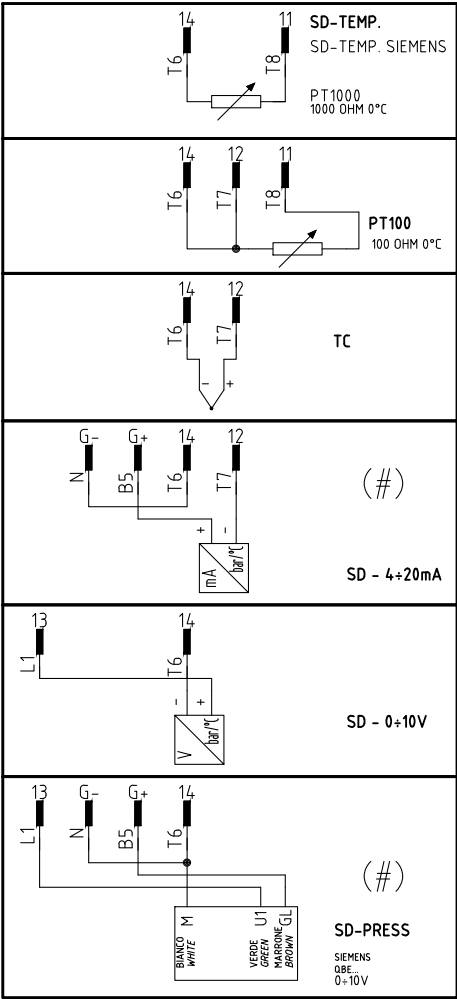 14 11 SD-TEMP.
SD-TEMP. SIEMENS
T6 T8
PT1000
1000 OHM 0°C
14 12 11
T6 T7 T8
PT100
100 OHM 0°C
14 12
T6 T7
TC
- +
G- G+ 14 12
N B5 T6 T7
(#)
+ -
mA bar/°C
SD - 4÷20mA
13 14
L1 T6
- +
V bar/°C
SD - 0÷10V
13 G- G+ 14
L1 N B5 T6
(#)
M U1 GL
BIANCO VERDE MARRONE
WHITE GREEN BROWN
SD-PRESS
SIEMENS
QBE...
0÷10V